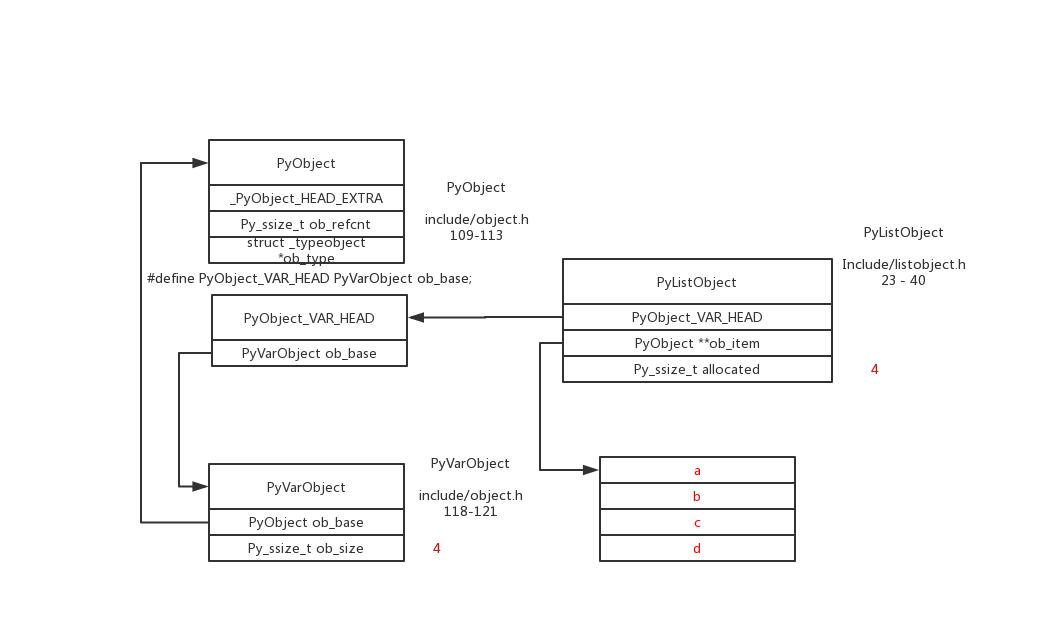 PyObject
_PyObject_HEAD_EXTRA
Py_ssize_t ob_refcnt
struct _typeobject
*ob_type
PyObject
include/object.h
109-113
#define PyObject_VAR_HEAD PyVarObject ob_base;
PyObject_VAR_HEAD
PyVarObject ob_base
PyListObject
Include/listobject.h
23 - 40
PyListObject
PyObject_VAR_HEAD
PyObject **ob_item
Py_ssize_t allocated
4
PyVarObject
PyObject ob_base
Py_ssize_t ob_size
PyVarObject
include/object.h
118-121
4
a
b
c
d